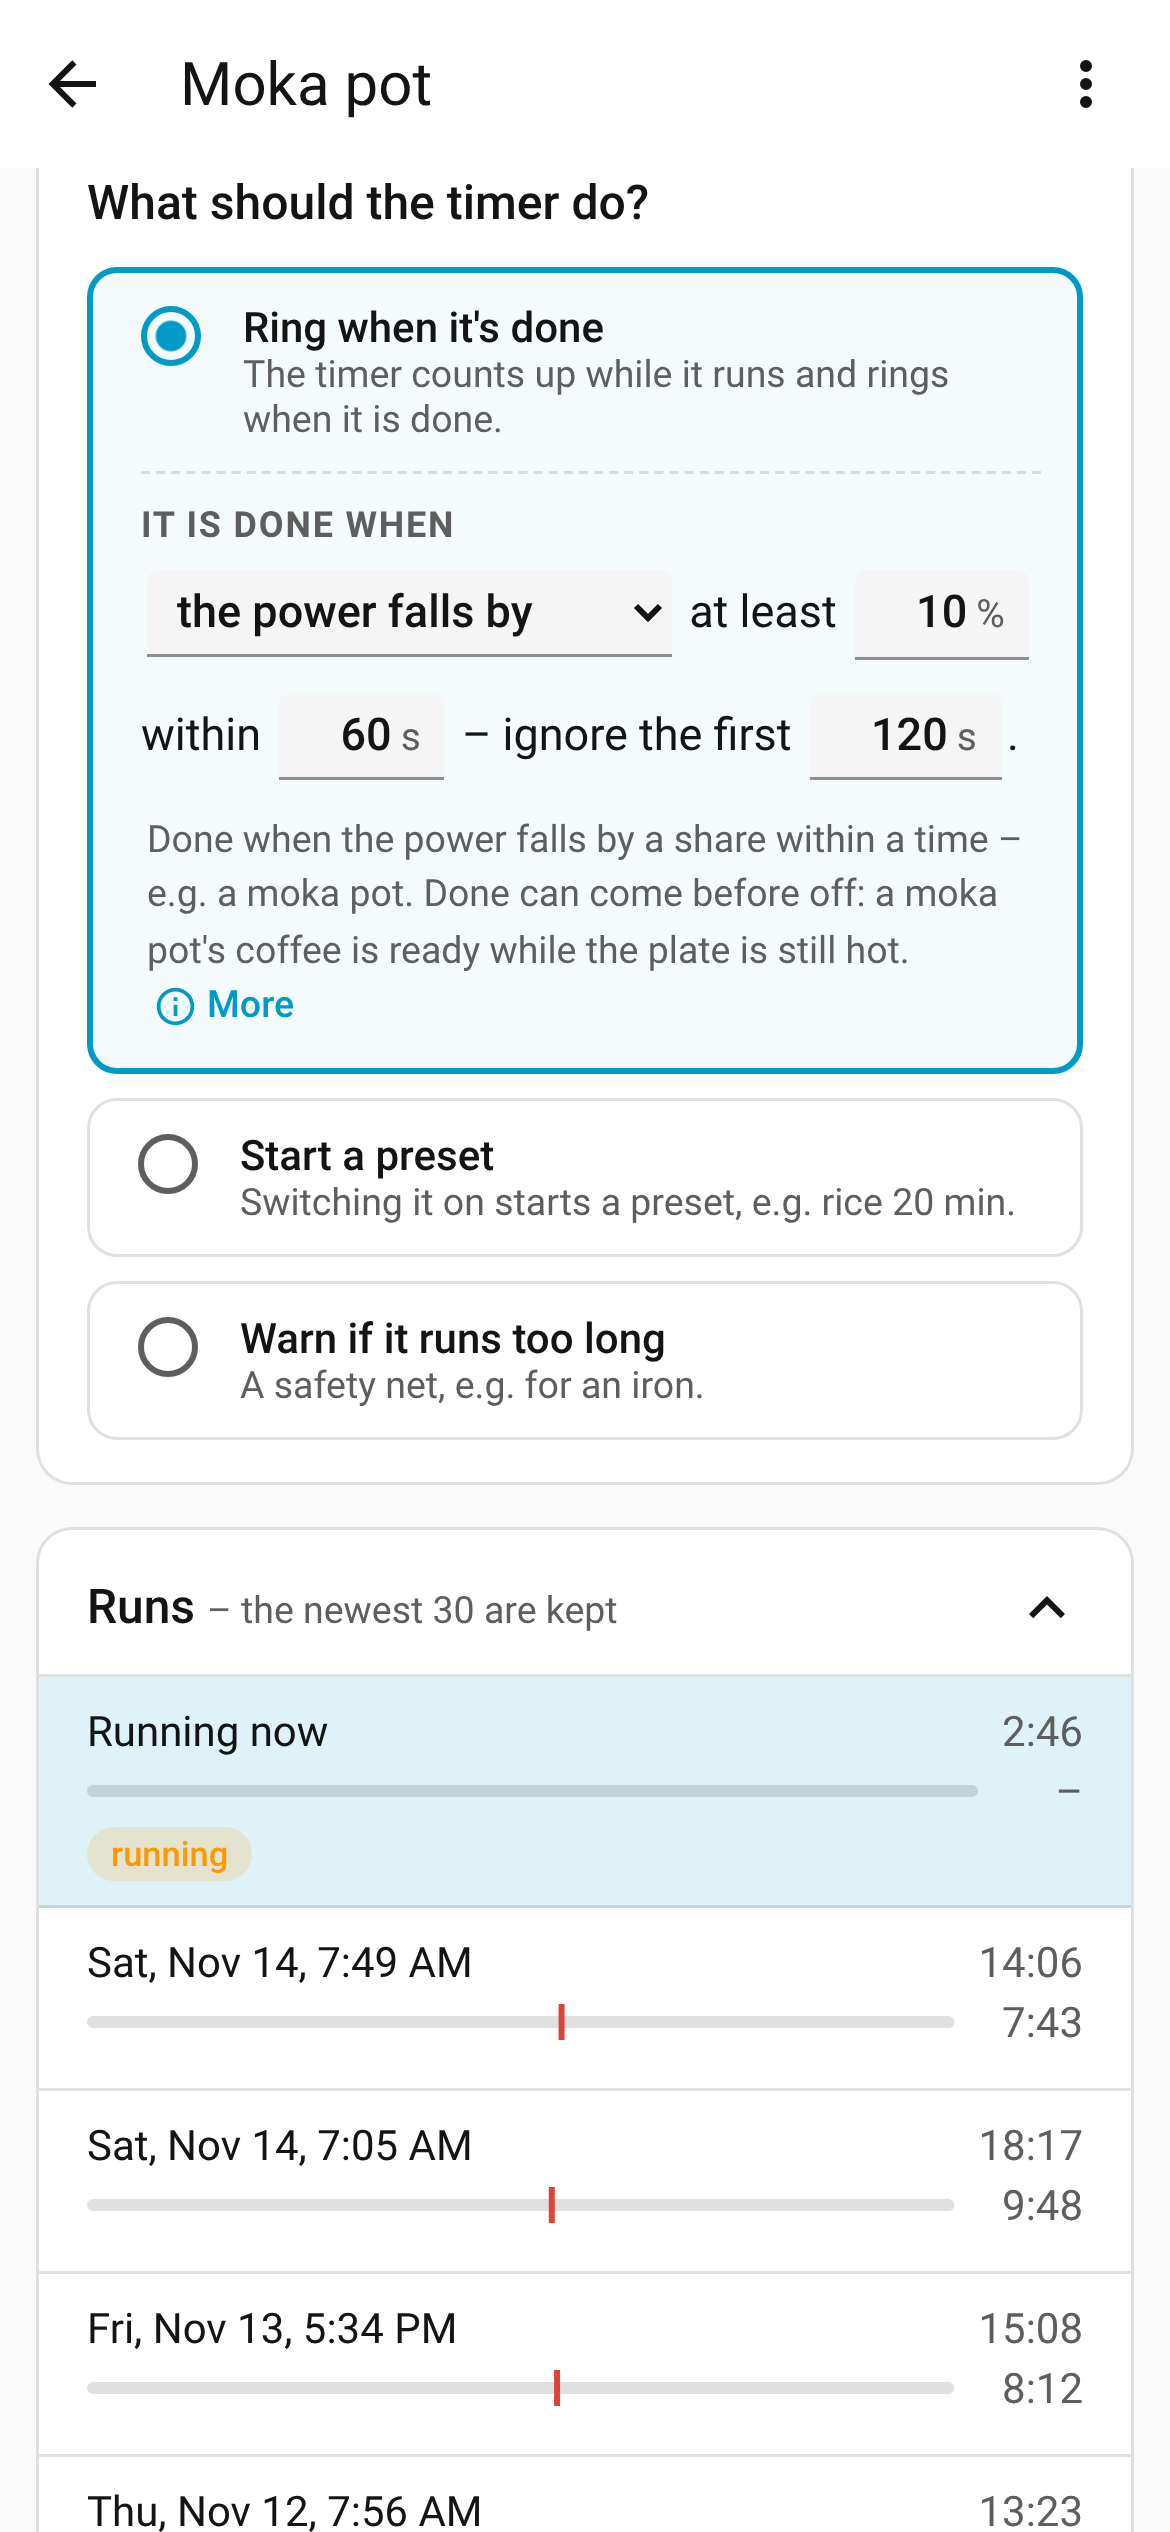 Moka pot
What should the timer do?
Ring when it's done
The timer counts up while it runs and rings
when it is done.
IT IS DONE WHEN
the power falls by at least 10 %
within 60 s – ignore the first 120 s .
Done when the power falls by a share within a time –
e.g. a moka pot. Done can come before off: a moka
pot's coffee is ready while the plate is still hot.
More
Start a preset
Switching it on starts a preset, e.g. rice 20 min.
Warn if it runs too long
A safety net, e.g. for an iron.
Runs – the newest 30 are kept
Running now 2:46
–
running
Sat, Nov 14, 7:49 AM 14:06
7:43
Sat, Nov 14, 7:05 AM 18:17
9:48
Fri, Nov 13, 5:34 PM 15:08
8:12
Thu, Nov 12, 7:56 AM 13:23